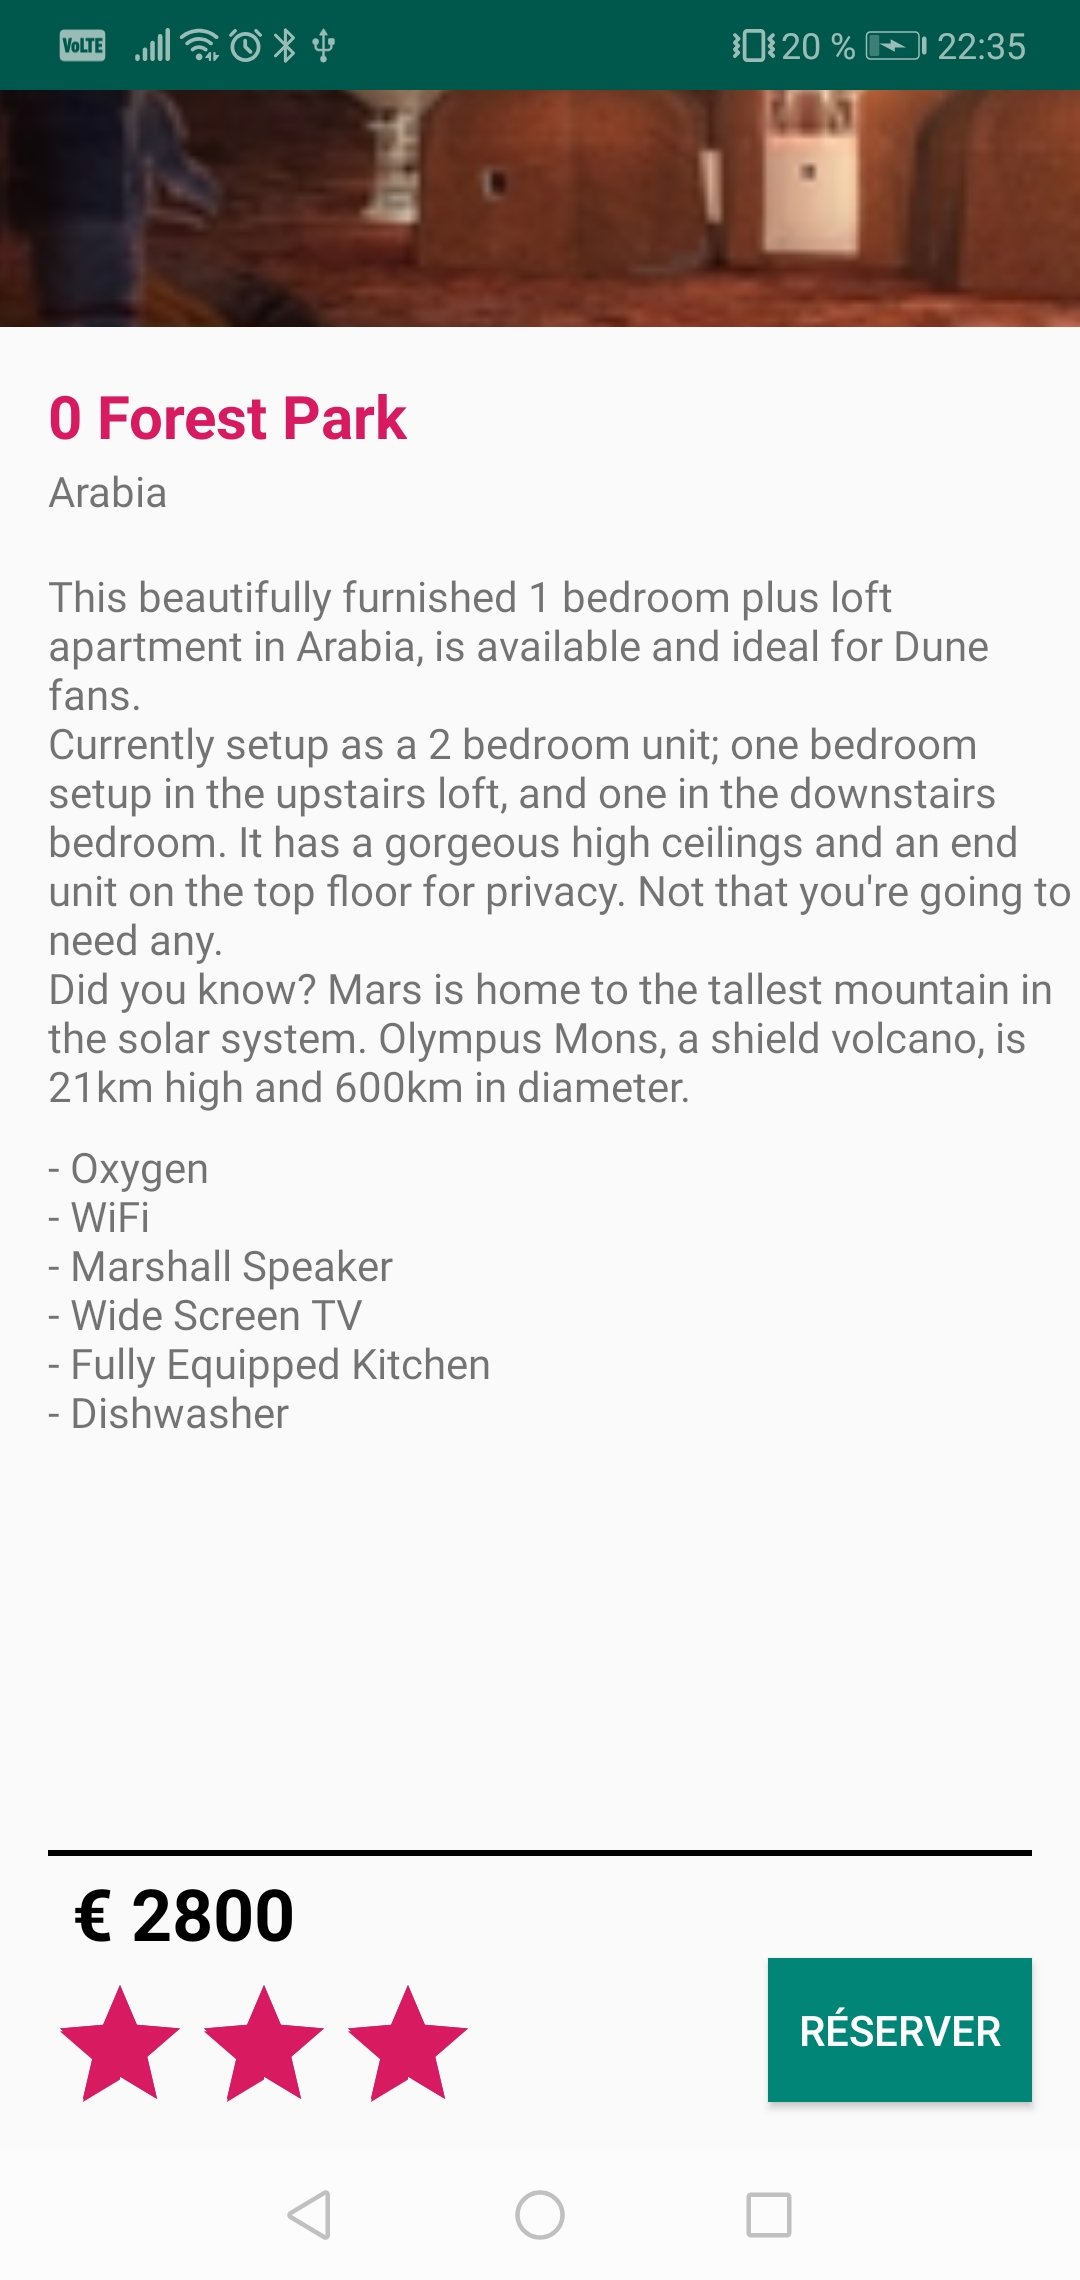 VoLTE 20 % 22:35
0 Forest Park
Arabia
This beautifully furnished 1 bedroom plus loft
apartment in Arabia, is available and ideal for Dune
fans.
Currently setup as a 2 bedroom unit; one bedroom
setup in the upstairs loft, and one in the downstairs
bedroom. It has a gorgeous high ceilings and an end
unit on the top floor for privacy. Not that you're going to
need any.
Did you know? Mars is home to the tallest mountain in
the solar system. Olympus Mons, a shield volcano, is
21km high and 600km in diameter.
- Oxygen
- WiFi
- Marshall Speaker
- Wide Screen TV
- Fully Equipped Kitchen
- Dishwasher
€ 2800
RÉSERVER